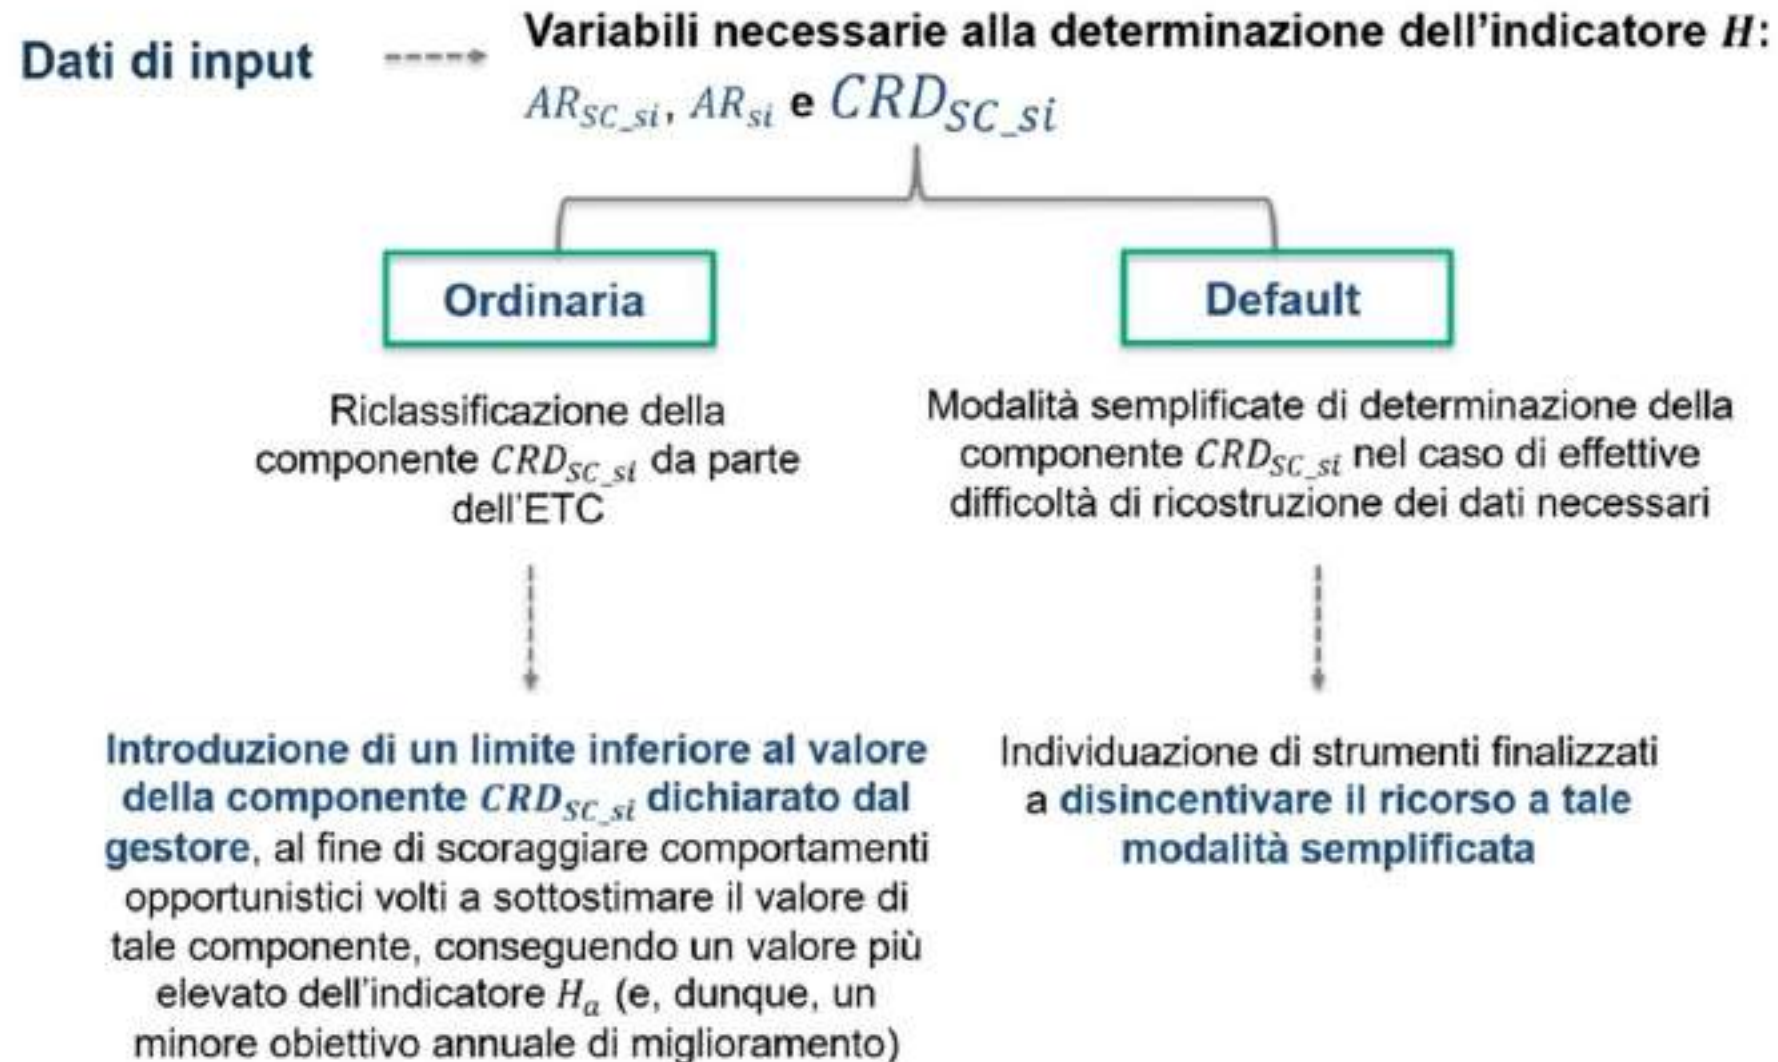 Dati di input
Variabili necessarie alla determinazione dell'indicatore H:
AR_SC_si, AR_si e CRD_SC_si
Ordinaria
Riclassificazione della
componente CRD_SC_si da parte
dell'ETC
Introduzione di un limite inferiore al valore
della componente CRD_SC_si dichiarato dal
gestore, al fine di scoraggiare comportamenti
opportunistici volti a sottostimare il valore di
tale componente, conseguendo un valore più
elevato dell'indicatore H_a (e, dunque, un
minore obiettivo annuale di miglioramento)
Default
Modalità semplificate di determinazione della
componente CRD_SC_si nel caso di effettive
difficoltà di ricostruzione dei dati necessari
Individuazione di strumenti finalizzati
a disincentivare il ricorso a tale
modalità semplificata